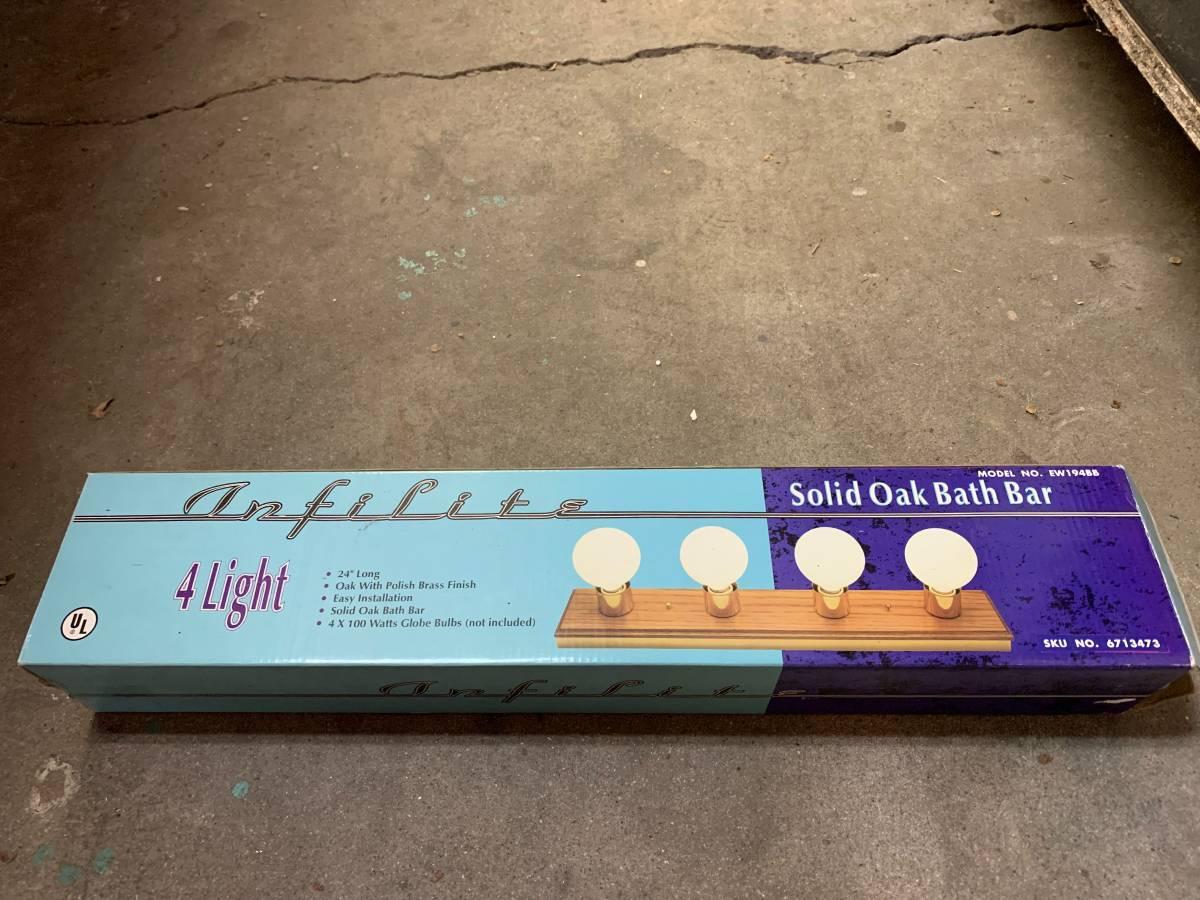 InfiLite
MODEL NO. EW194BB
Solid Oak Bath Bar
4 Light
• 24" Long
• Oak With Polish Brass Finish
• Easy Installation
• Solid Oak Bath Bar
• 4 X 100 Watts Globe Bulbs (not included)
UL
®
SKU NO. 6713473
InfiLite